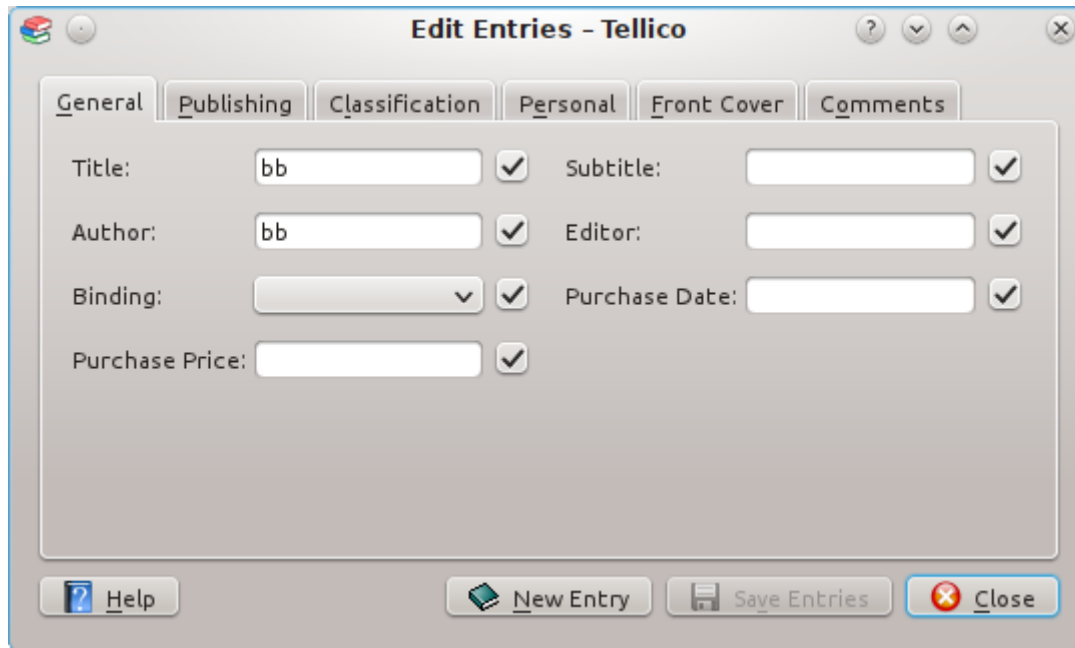 Edit Entries – Tellico
General Publishing Classification Personal Front Cover Comments
Title: bb Subtitle:
Author: bb Editor:
Binding: Purchase Date:
Purchase Price:
Help New Entry Save Entries Close